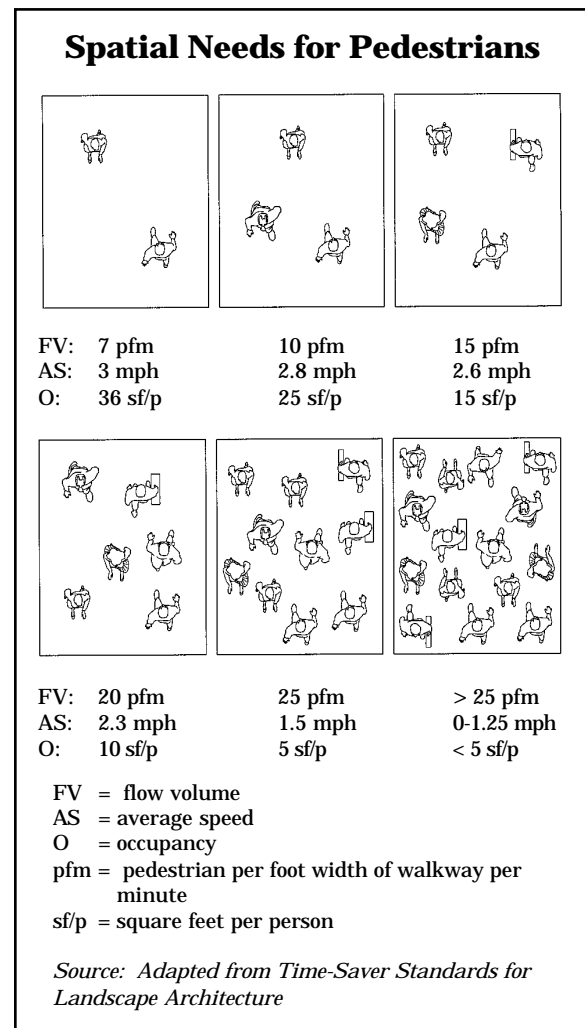 Spatial Needs for Pedestrians
FV: 7 pfm 10 pfm 15 pfm
AS: 3 mph 2.8 mph 2.6 mph
O: 36 sf/p 25 sf/p 15 sf/p
FV: 20 pfm 25 pfm > 25 pfm
AS: 2.3 mph 1.5 mph 0-1.25 mph
O: 10 sf/p 5 sf/p < 5 sf/p
FV = flow volume
AS = average speed
O = occupancy
pfm = pedestrian per foot width of walkway per
minute
sf/p = square feet per person
Source: Adapted from Time-Saver Standards for
Landscape Architecture